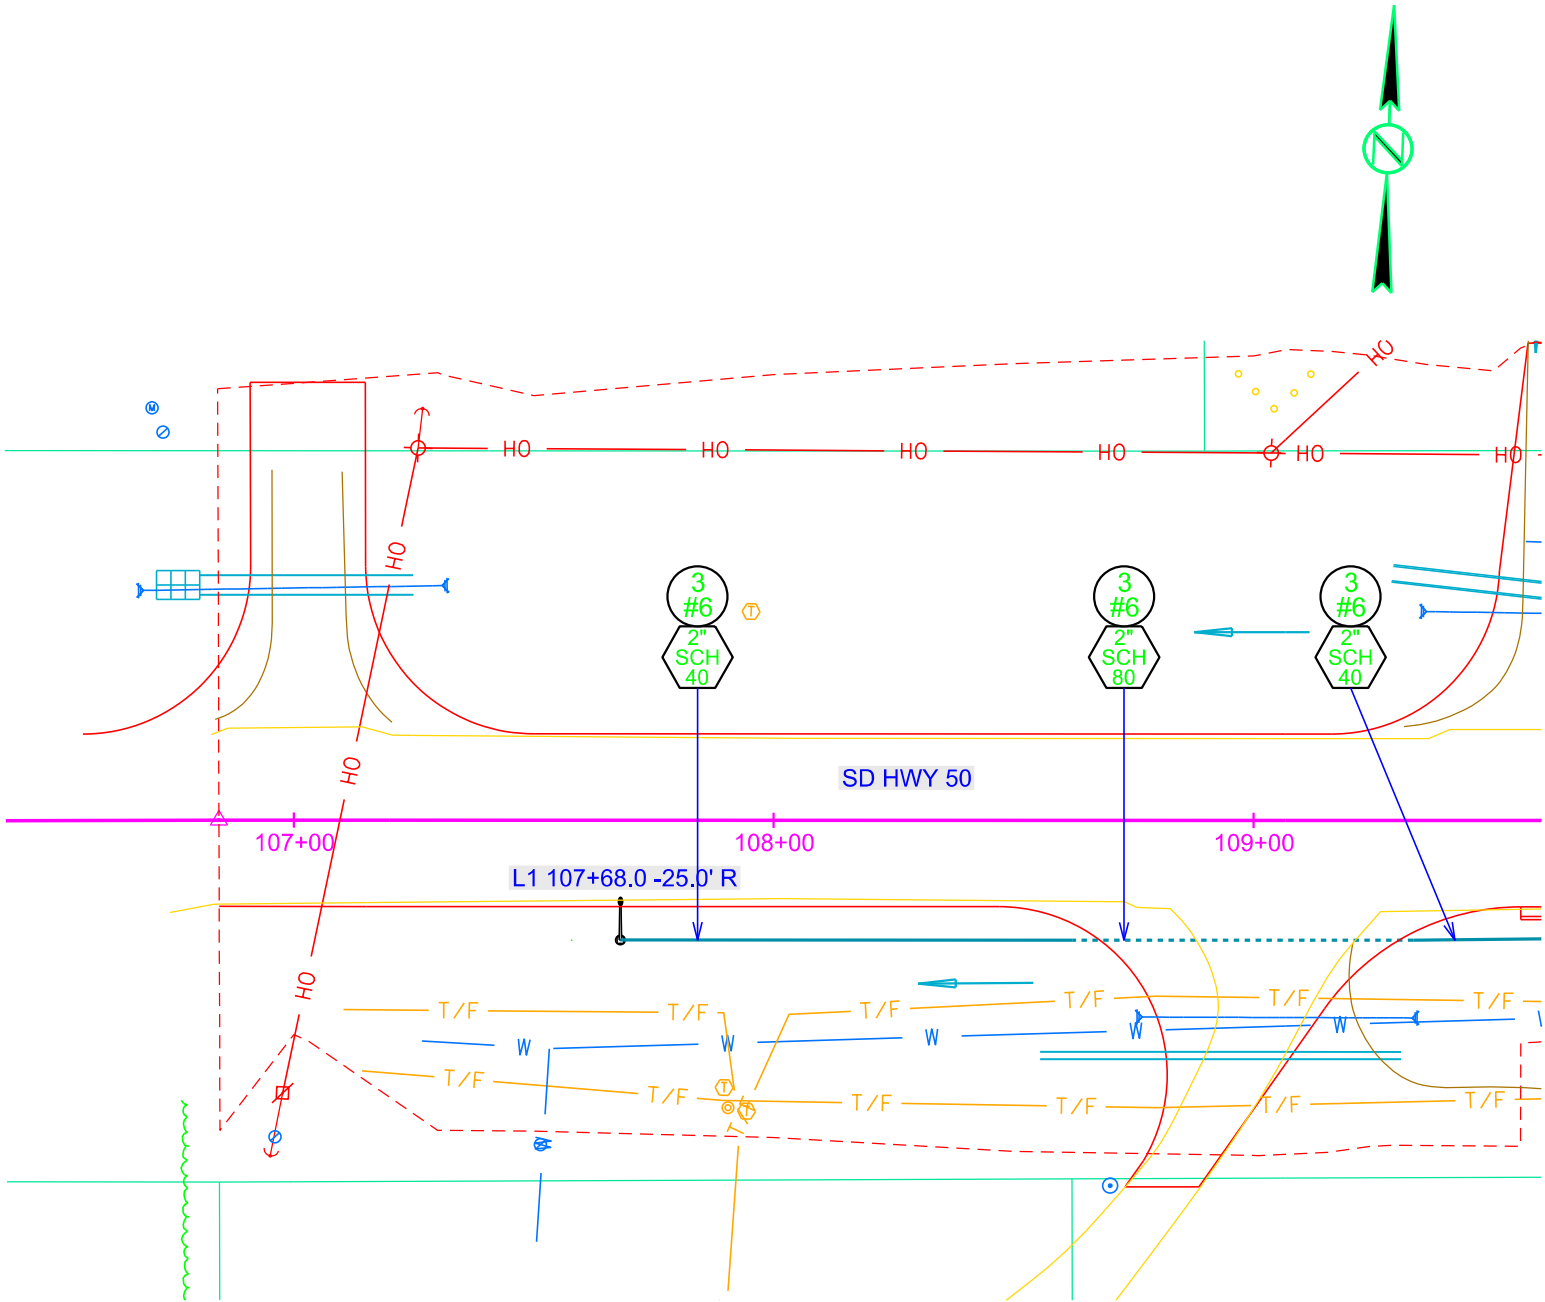 N
HO
HO HO HO HO HO HO
HO
M
3
#6
2"
SCH
40
T
3
#6
2"
SCH
80
3
#6
2"
SCH
40
HO
SD HWY 50
107+00 108+00 109+00
L1 107+68.0 -25.0' R
HO
T/F T/F T/F T/F T/F T/F
W W W W W
T/F T/F T/F T/F T/F T/F
T
T
W